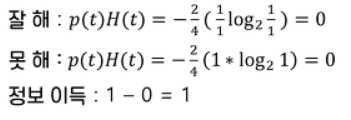 잘 해 : p(t)H(t) = −2/4(1/1 log₂ 1/1) = 0
못 해 : p(t)H(t) = −2/4(1 * log₂ 1) = 0
정보 이득 : 1 − 0 = 1